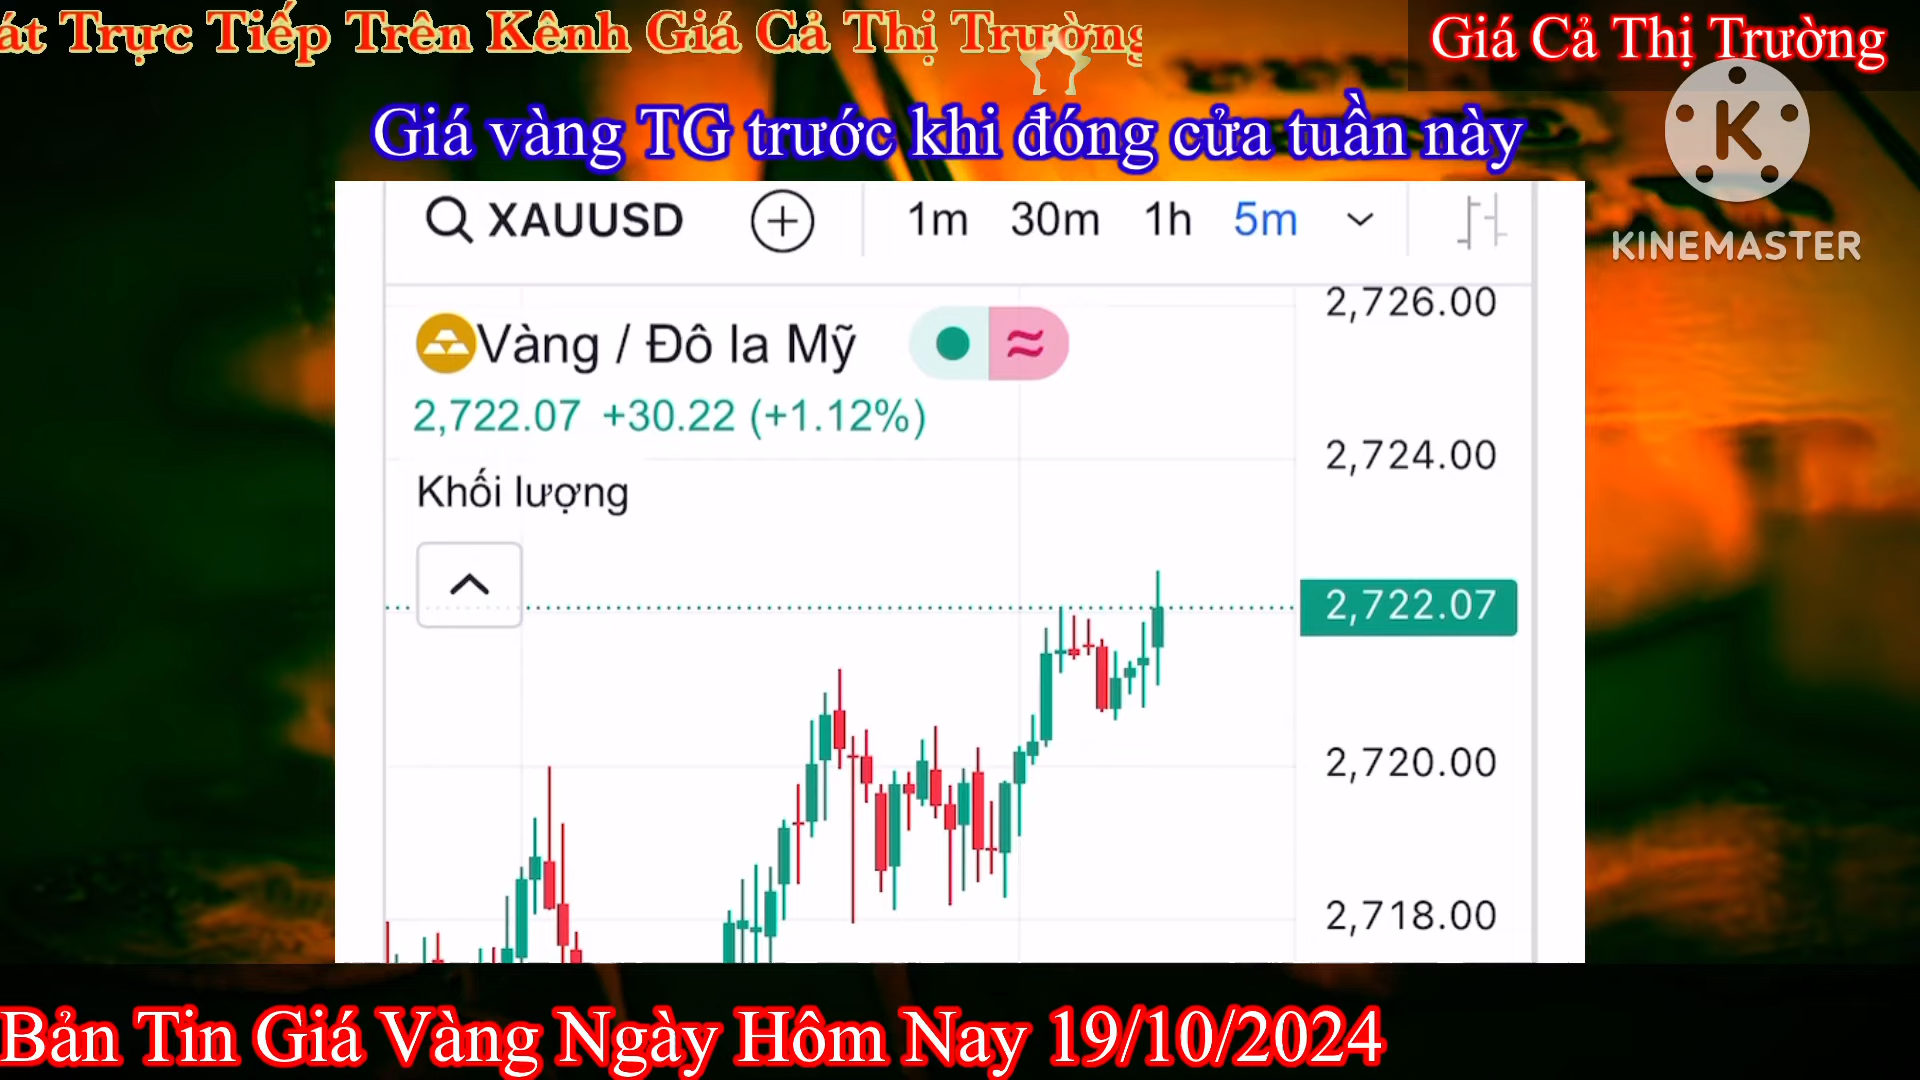 át Trực Tiếp Trên Kênh Giá Cả Thị Trường
Giá Cả Thị Trường
Giá vàng TG trước khi đóng cửa tuần này
K
KINEMASTER
XAUUSD 1m 30m 1h 5m
Vàng / Đô la Mỹ
2,722.07 +30.22 (+1.12%)
Khối lượng
2,726.00
2,724.00
2,722.07
2,720.00
2,718.00
Bản Tin Giá Vàng Ngày Hôm Nay 19/10/2024